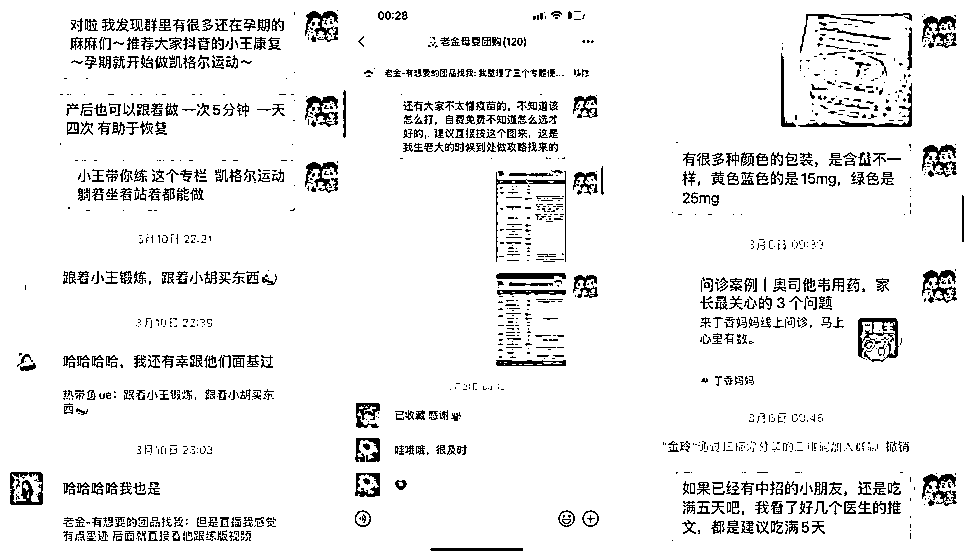 对啦 我发现群里有很多还在孕期的
麻麻们～推荐大家抖音的小王康复
～孕期就开始做凯格尔运动～
产后也可以跟着做 一次5分钟 一天
四次 有助于恢复
小王带你练 这个专栏 凯格尔运动
躺着坐着站着都能做
3月10日 22:31
跟着小王锻炼，跟着小胡买东西
3月10日 22:39
哈哈哈哈，我还有幸跟他们面基过
热带鱼ue：跟着小王锻炼，跟着小胡买东
西
3月10日 23:03
哈哈哈哈我也是
老金-有想要的团品找我：但是直播我感觉
有点墨迹 后面就直接看他跟练版视频
00:28
老金母婴团购(120)
老金-有想要的团品找我：我整理了三个专题便...
还有大家不太懂疫苗的，不知道该
怎么打，自费免费不知道怎么选才
好的，建议直接按这个图来，这是
我生老大的时候到处做攻略找来的
已收藏 感谢
哇哦哦，很及时
有很多种颜色的包装，是含量不一
样，黄色蓝色的是15mg，绿色是
25mg
3月6日 09:39
问诊案例丨奥司他韦用药，家
长最关心的 3 个问题
来丁香妈妈线上问诊，马上
心里有数。
丁香妈妈
3月6日 09:46
"金玲"通过扫描你分享的二维码加入群聊 撤销
如果已经有中招的小朋友，还是吃
满五天吧，我看了好几个医生的推
文，都是建议吃满5天